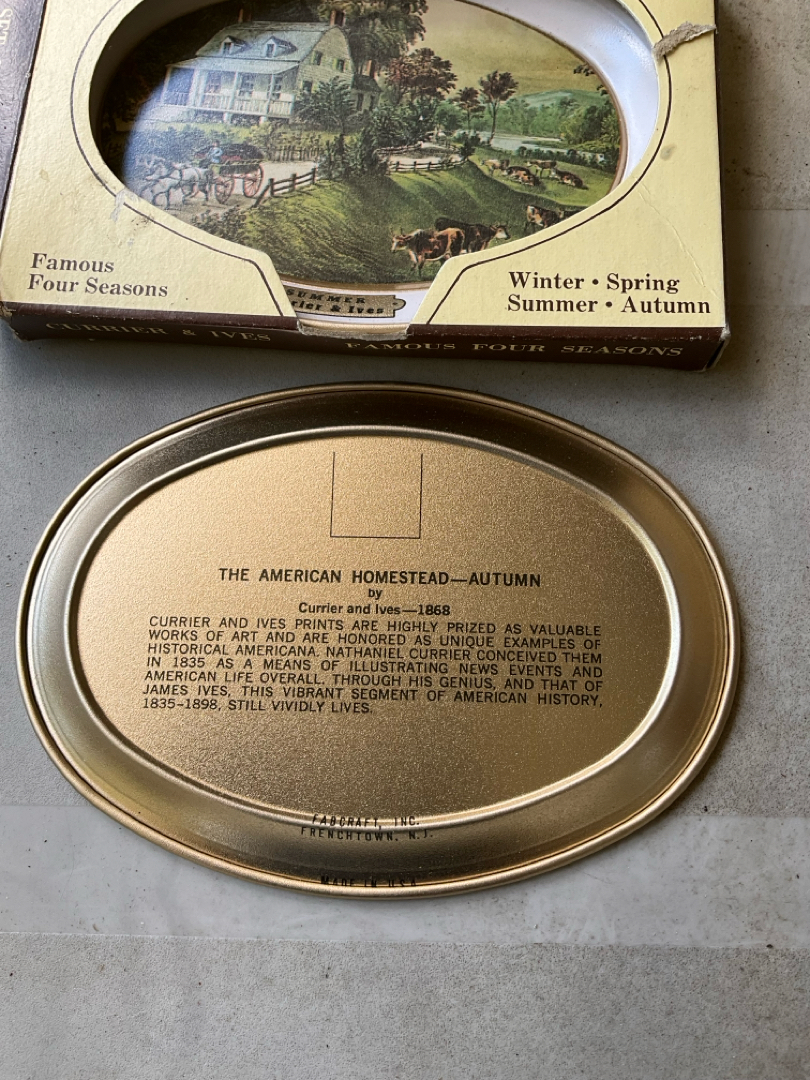 Famous
Four Seasons
SUMMER
rier & Ives
Winter • Spring
Summer • Autumn
CURRIER & IVES
FAMOUS FOUR SEASONS
THE AMERICAN HOMESTEAD—AUTUMN
by
Currier and Ives—1868
CURRIER AND IVES PRINTS ARE HIGHLY PRIZED AS VALUABLE
WORKS OF ART AND ARE HONORED AS UNIQUE EXAMPLES OF
HISTORICAL AMERICANA. NATHANIEL CURRIER CONCEIVED THEM
IN 1835 AS A MEANS OF ILLUSTRATING NEWS EVENTS AND
AMERICAN LIFE OVERALL. THROUGH HIS GENIUS, AND THAT OF
JAMES IVES, THIS VIBRANT SEGMENT OF AMERICAN HISTORY,
1835-1898, STILL VIVIDLY LIVES.
FABCRAFT, INC.
FRENCHTOWN, N.J.
MADE IN USA